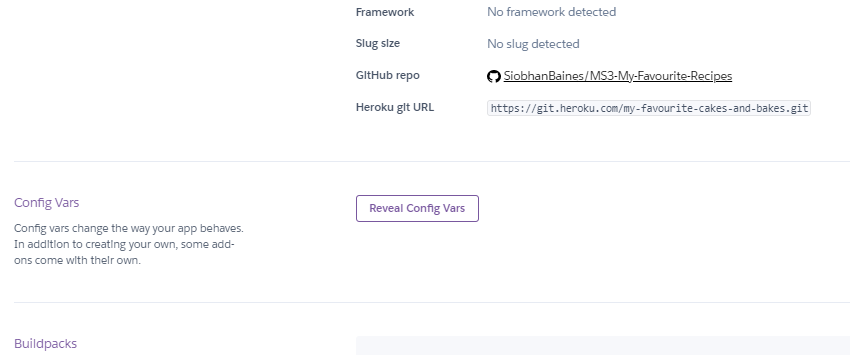 Framework No framework detected
Slug size No slug detected
GitHub repo SiobhanBaines/MS3-My-Favourite-Recipes
Heroku git URL https://git.heroku.com/my-favourite-cakes-and-bakes.git
Config Vars Reveal Config Vars
Config vars change the way your app behaves.
In addition to creating your own, some add-
ons come with their own.
Buildpacks